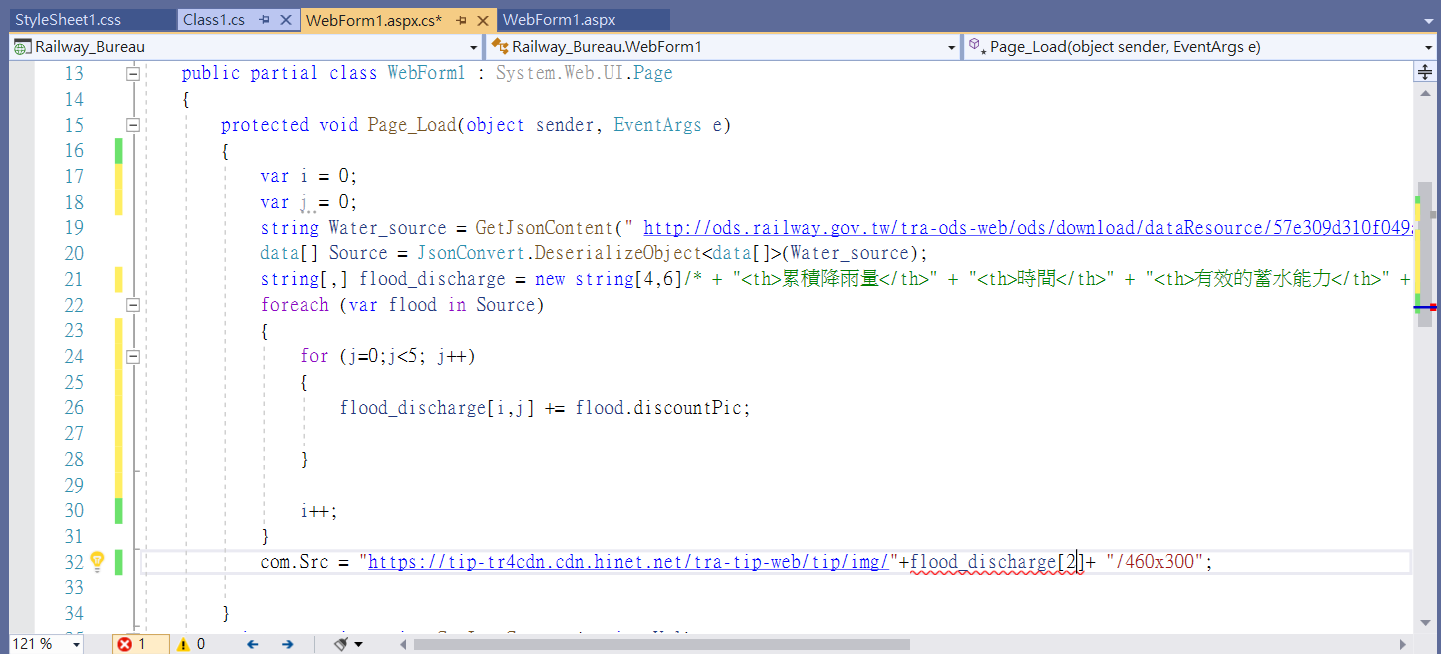 StyleSheet1.css Class1.cs WebForm1.aspx.cs* WebForm1.aspx
Railway_Bureau Railway_Bureau.WebForm1 Page_Load(object sender, EventArgs e)
13 public partial class WebForm1 : System.Web.UI.Page
14 {
15 protected void Page_Load(object sender, EventArgs e)
16 {
17 var i = 0;
18 var j = 0;
19 string Water_source = GetJsonContent(" http://ods.railway.gov.tw/tra-ods-web/ods/download/dataResource/57e309d310f049a
20 data[] Source = JsonConvert.DeserializeObject<data[]>(Water_source);
21 string[,] flood_discharge = new string[4,6]/* + "<th>累積降雨量</th>" + "<th>時間</th>" + "<th>有效的蓄水能力</th>" +
22 foreach (var flood in Source)
23 {
24 for (j=0;j<5; j++)
25 {
26 flood_discharge[i,j] += flood.discountPic;
27
28 }
29
30 i++;
31 }
32 com.Src = "https://tip-tr4cdn.cdn.hinet.net/tra-tip-web/tip/img/"+flood_discharge[2]+ "/460x300";
33
34 }
121 % 1 0